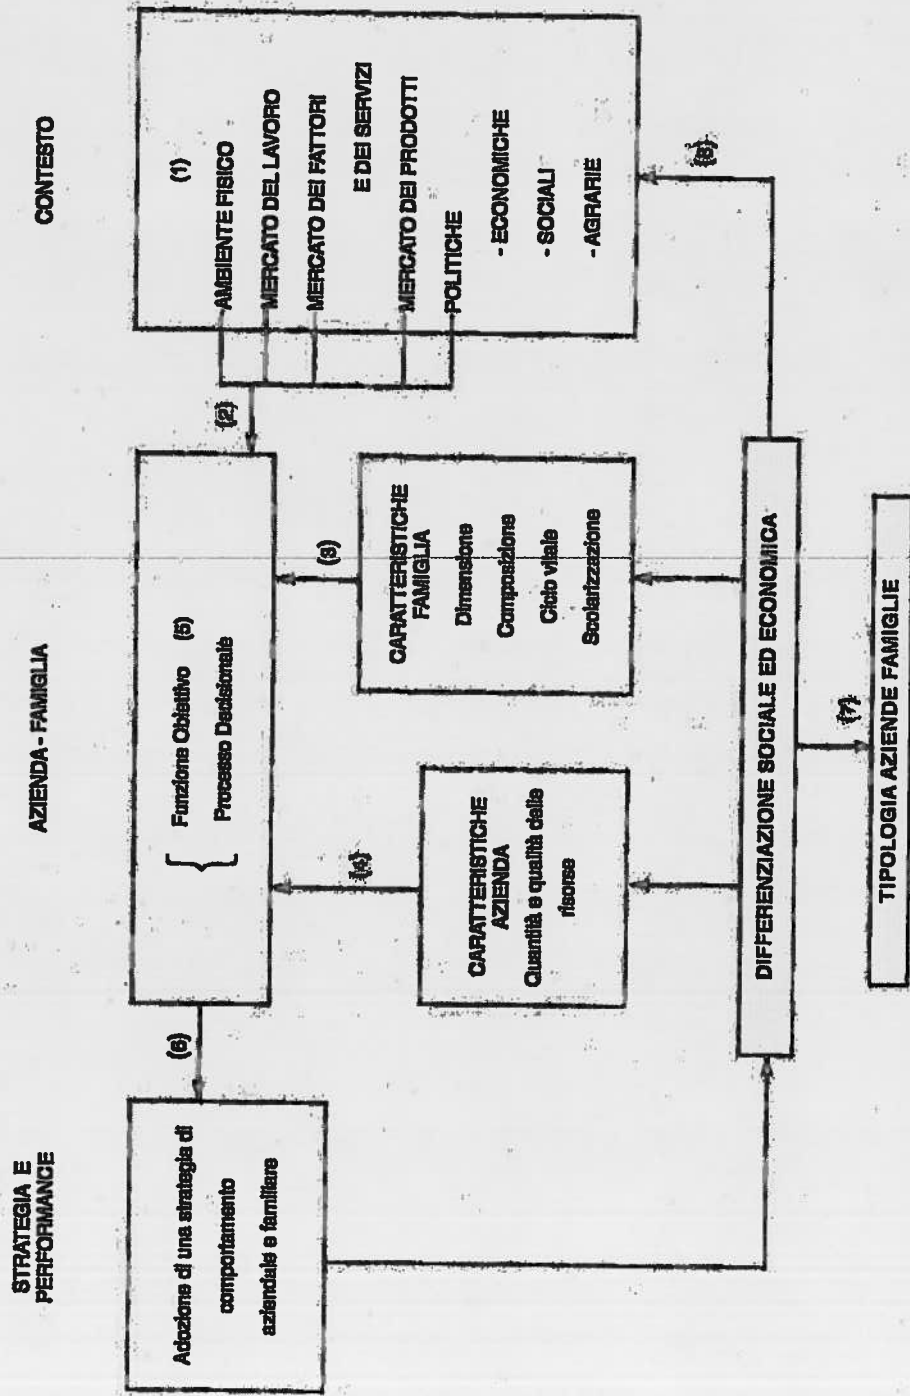 STRATEGIA E
PERFORMANCE
AZIENDA - FAMIGLIA
CONTESTO
Adozione di una strategia di
comportamento
aziendale e familiare
(6)
Funzione Obiettivo (5)
Processo Decisionale
(2)
(1)
AMBIENTE FISICO
MERCATO DEL LAVORO
MERCATO DEI FATTORI
E DEI SERVIZI
MERCATO DEI PRODOTTI
POLITICHE
- ECONOMICHE
- SOCIALI
- AGRARIE
(4)
(3)
CARATTERISTICHE
AZIENDA
Quantità e qualità delle
risorse
CARATTERISTICHE
FAMIGLIA
Dimensione
Composizione
Ciclo vitale
Scolarizzazione
(8)
DIFFERENZIAZIONE SOCIALE ED ECONOMICA
(7)
TIPOLOGIA AZIENDE FAMIGLIE